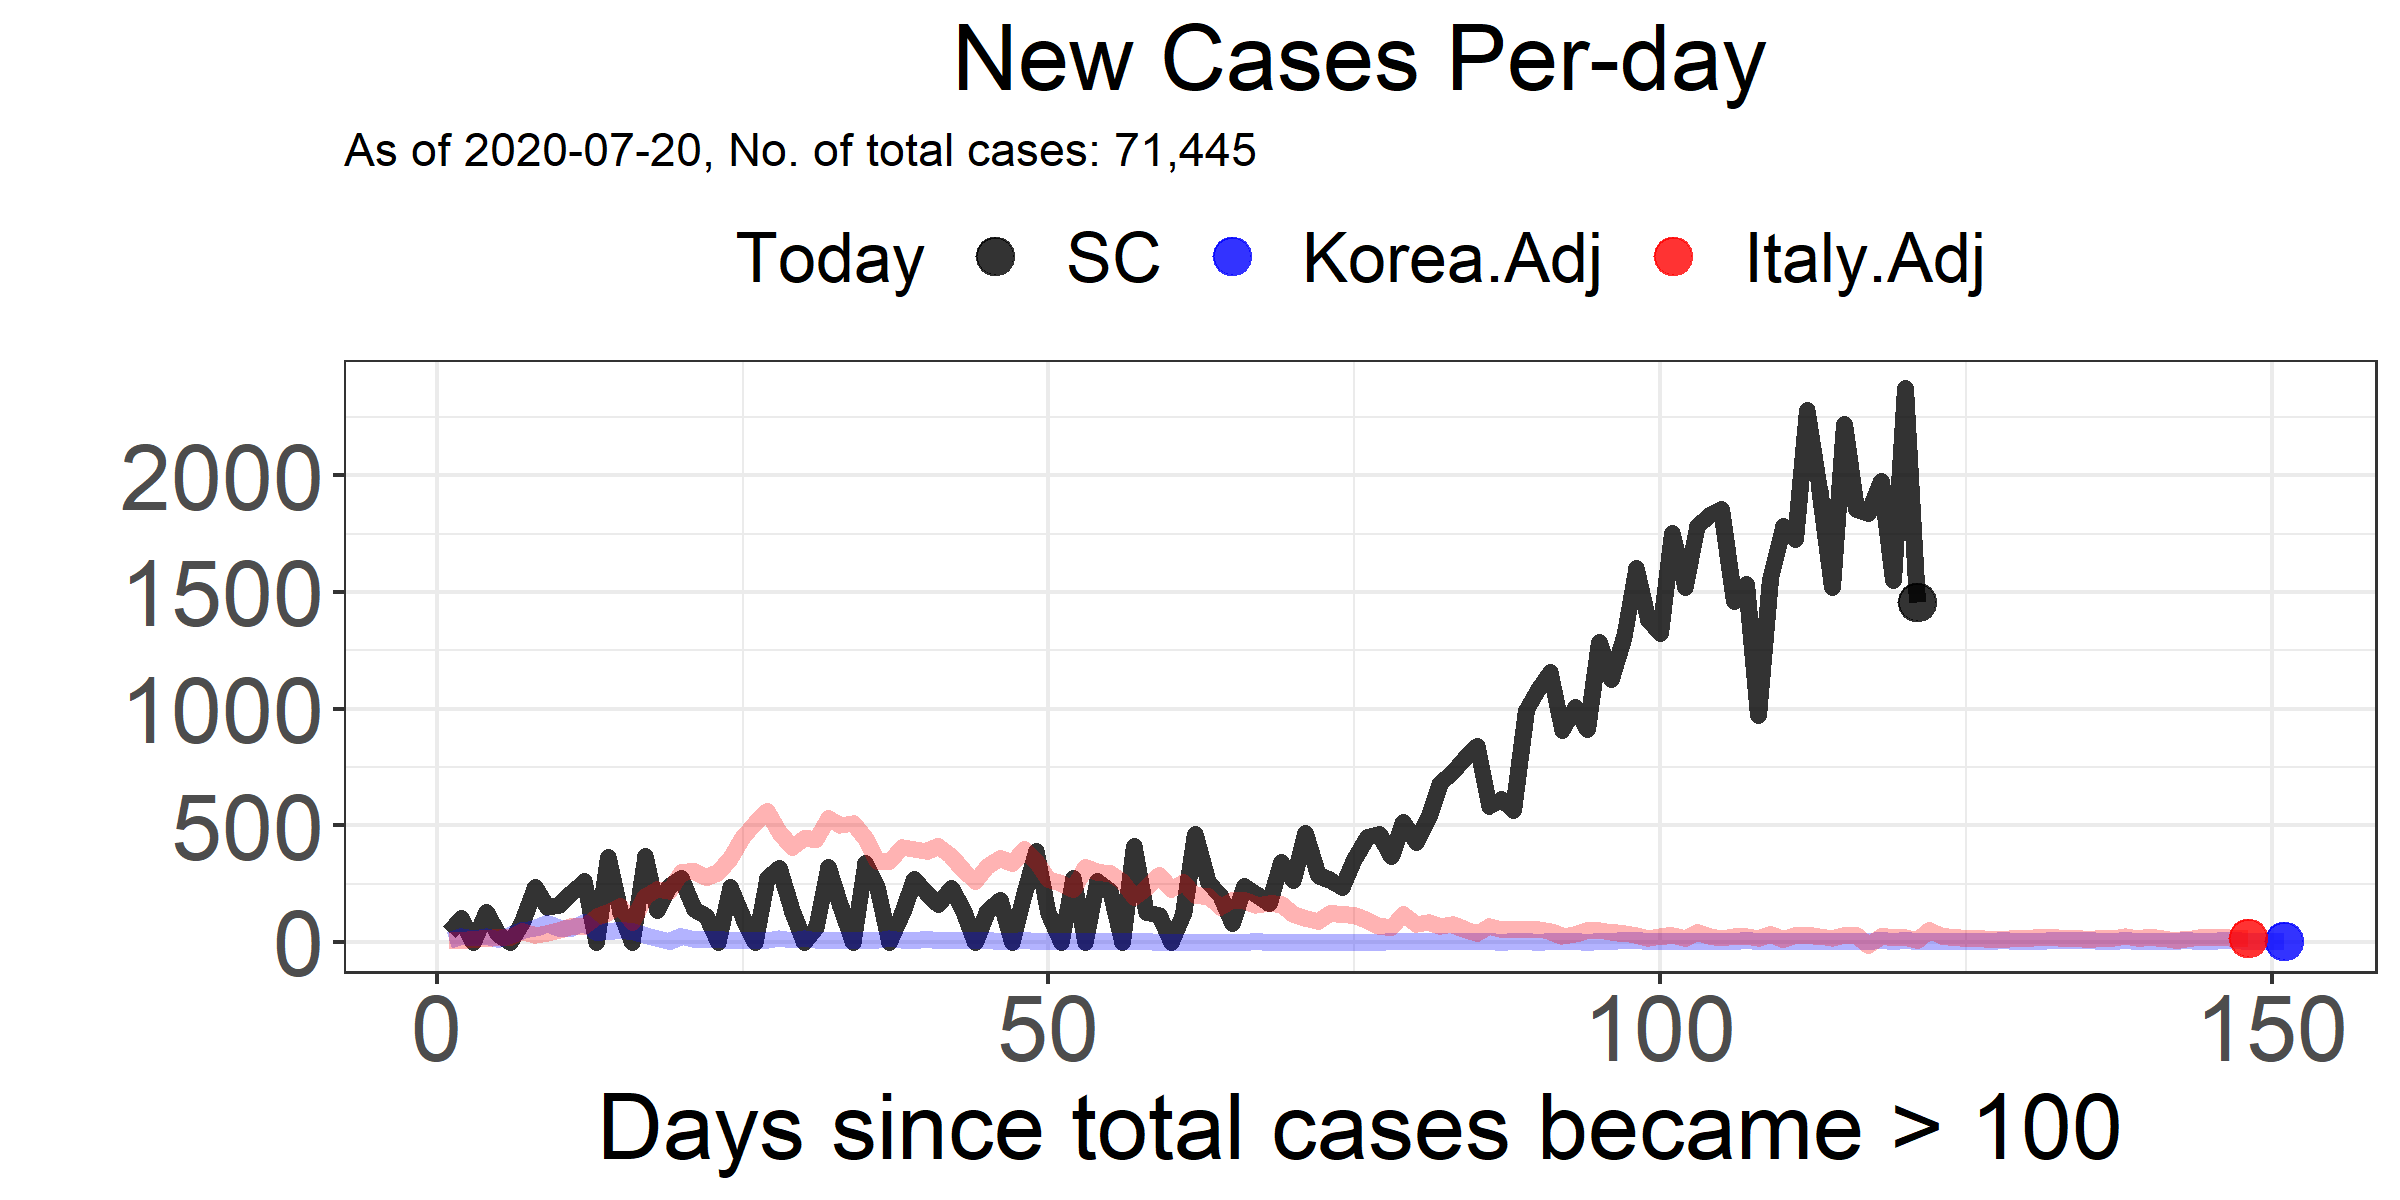 New Cases Per-day
As of 2020-07-20, No. of total cases: 71,445
Today SC Korea.Adj Italy.Adj
2000
1500
1000
500
0
0 50 100 150
Days since total cases became > 100